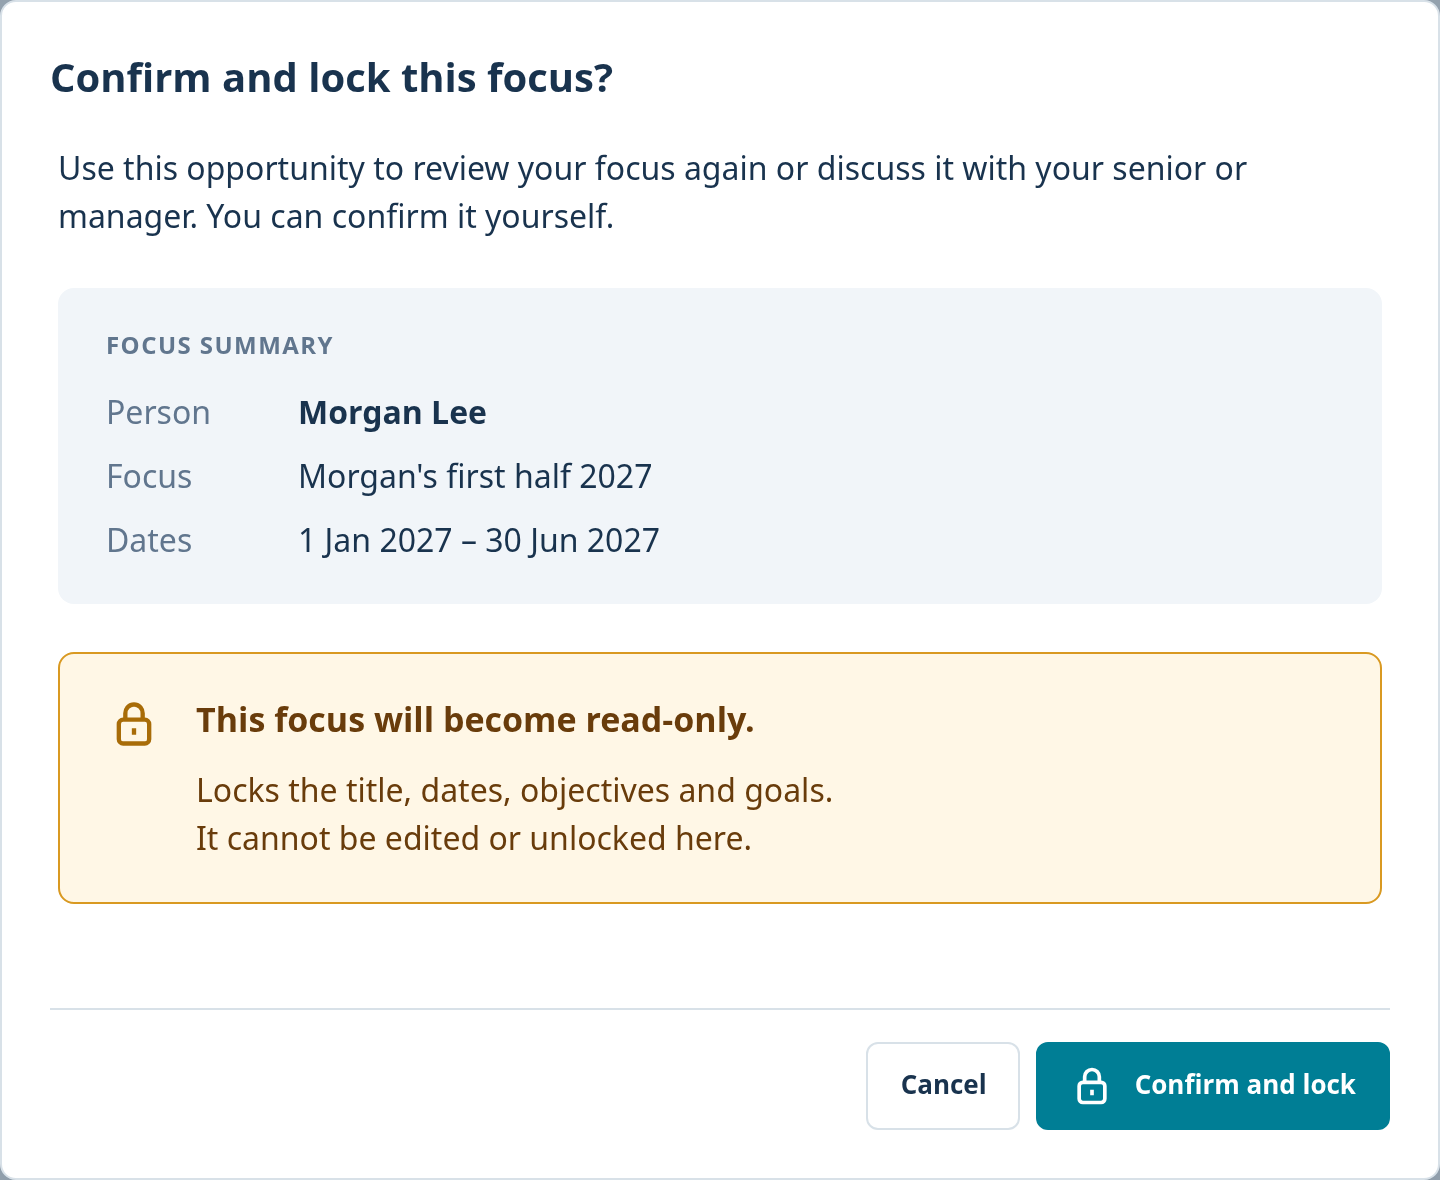 Confirm and lock this focus?
Use this opportunity to review your focus again or discuss it with your senior or
manager. You can confirm it yourself.
FOCUS SUMMARY
Person Morgan Lee
Focus Morgan's first half 2027
Dates 1 Jan 2027 – 30 Jun 2027
This focus will become read-only.
Locks the title, dates, objectives and goals.
It cannot be edited or unlocked here.
Cancel Confirm and lock